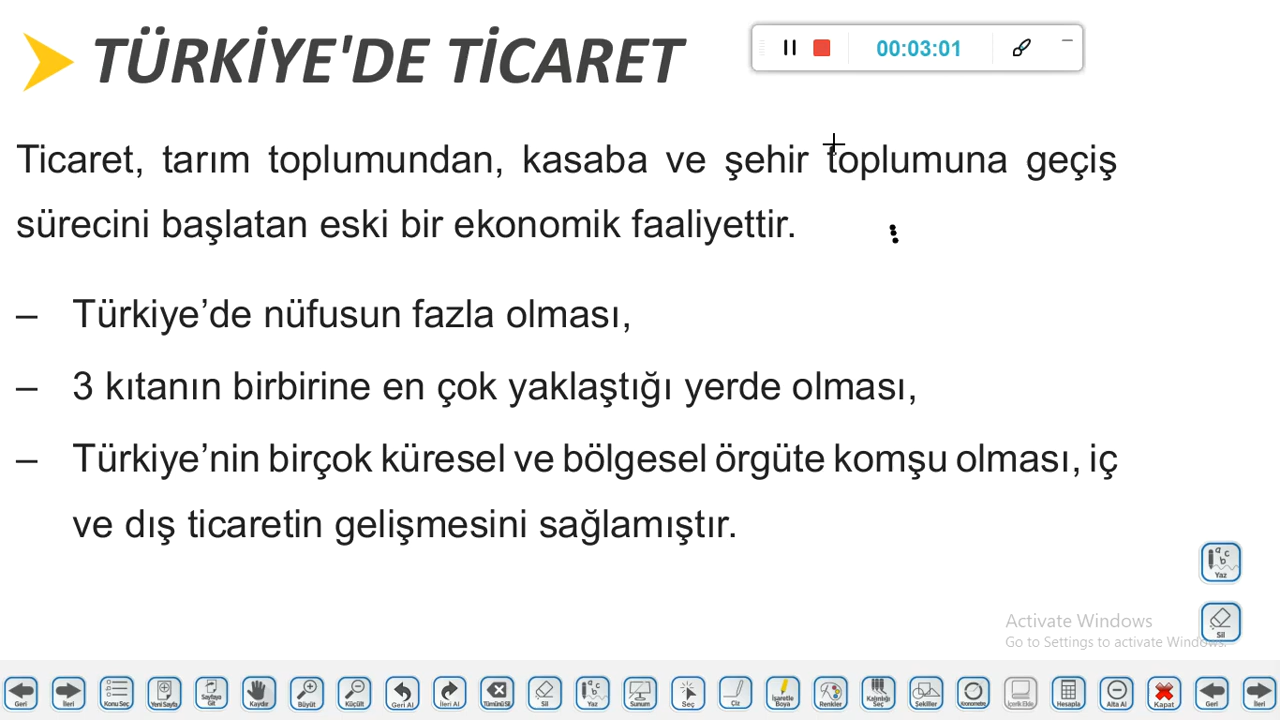 TÜRKİYE'DE TİCARET
00:03:01
Ticaret, tarım toplumundan, kasaba ve şehir toplumuna geçiş
sürecini başlatan eski bir ekonomik faaliyettir.
– Türkiye’de nüfusun fazla olması,
– 3 kıtanın birbirine en çok yaklaştığı yerde olması,
– Türkiye’nin birçok küresel ve bölgesel örgüte komşu olması, iç
ve dış ticaretin gelişmesini sağlamıştır.
Yaz
Activate Windows
Go to Settings to activate Windows.
Sil
Geri İleri Konu Seç Yeni Sayfa Sayfaya Git Kaydır Büyüt Küçült Geri Al İleri Al Tümünü Sil Sil Yaz Sunum Seç Çiz İşaretle Boya Renkler Kalınlığı Seç Şekiller Kronometre İçerik Ekle Hesapla Alta Al Kapat Geri İleri